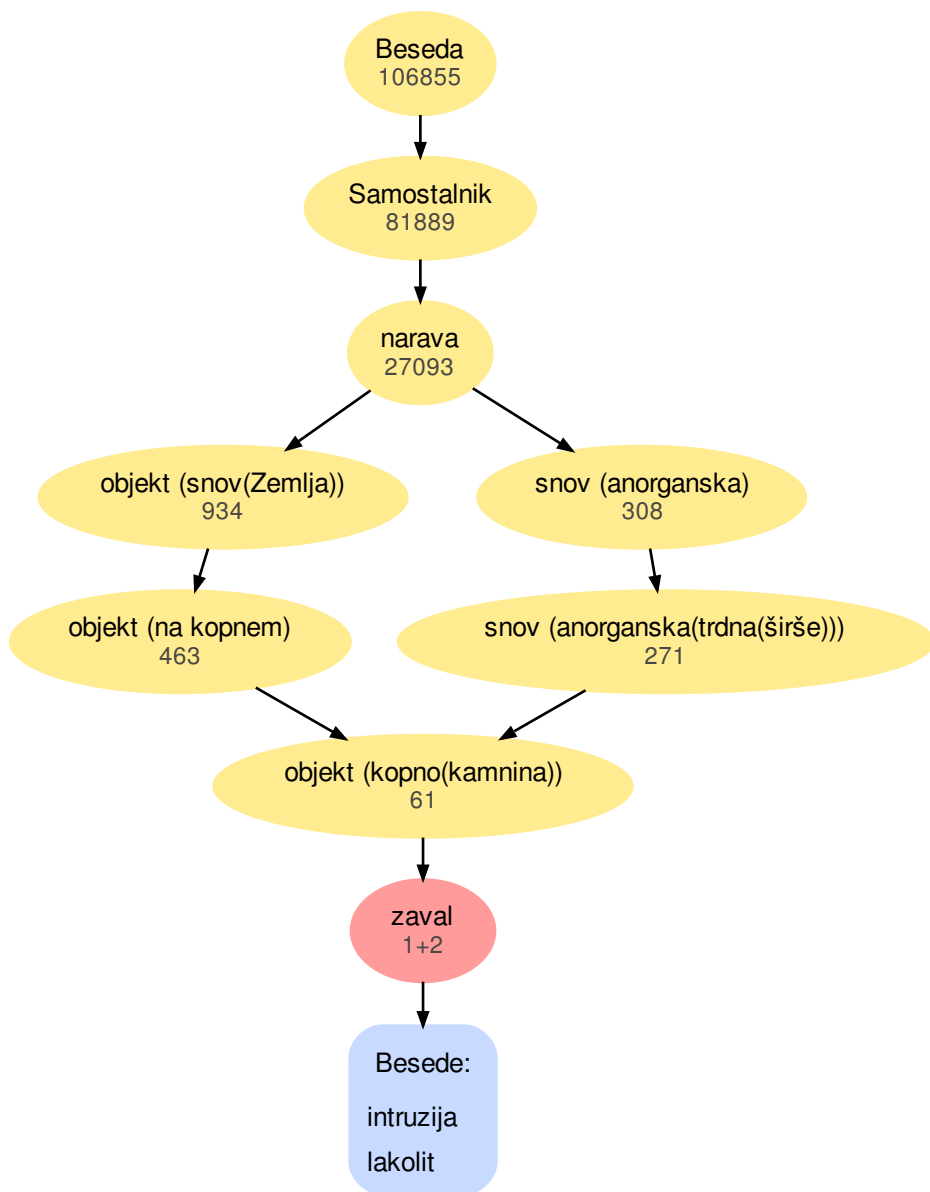 Beseda
106855
Samostalnik
81889
narava
27093
objekt (snov(Zemlja))
934
snov (anorganska)
308
objekt (na kopnem)
463
snov (anorganska(trdna(širše)))
271
objekt (kopno(kamnina))
61
zaval
1+2
Besede:
intruzija
lakolit